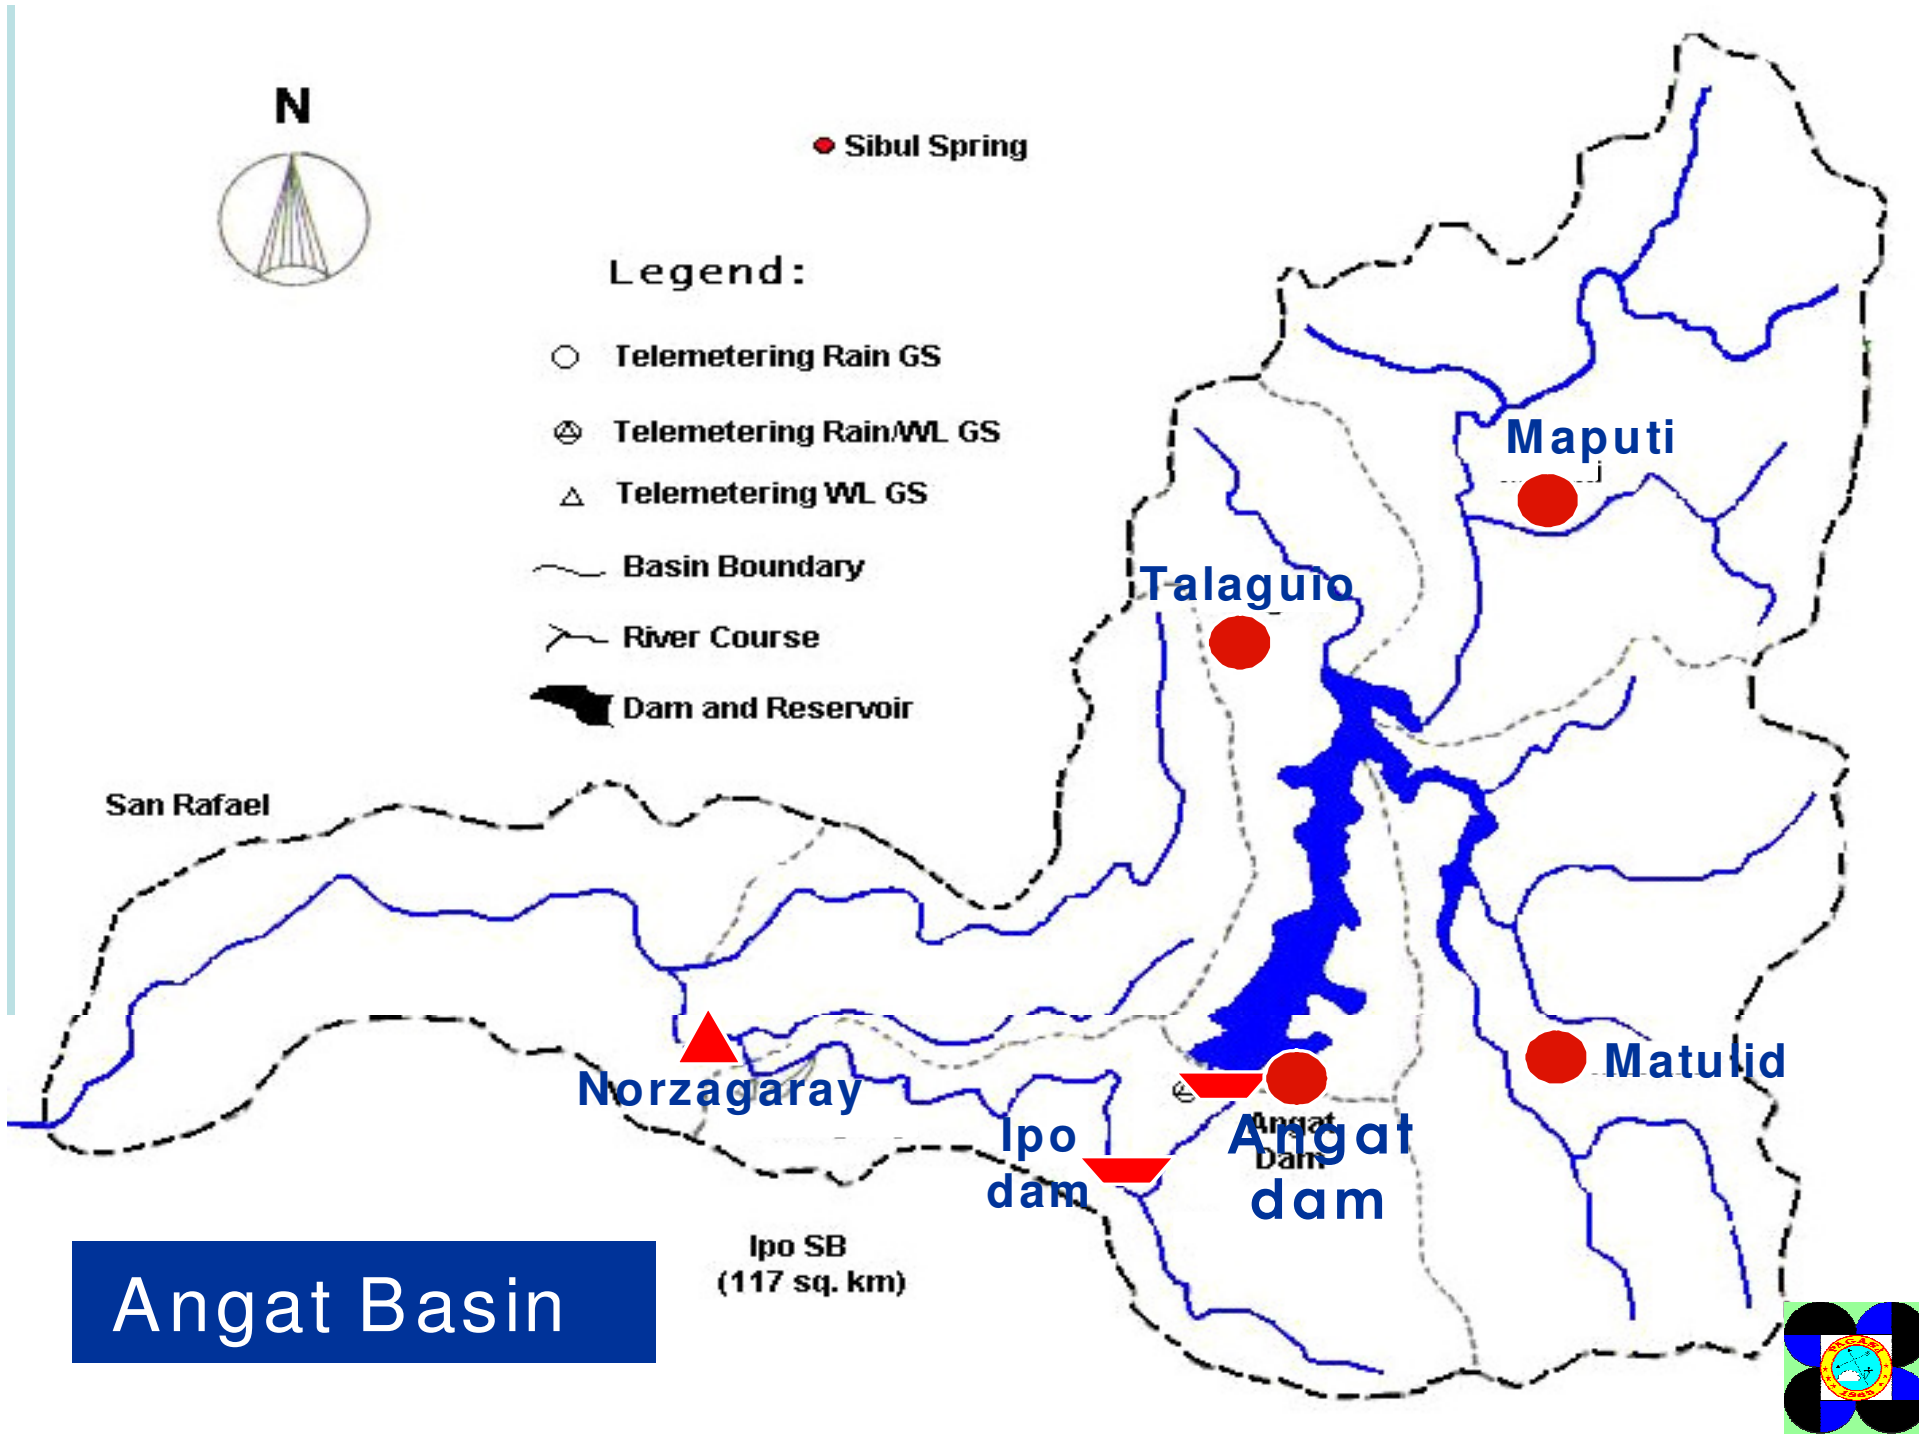 N
Sibul Spring
Legend:
Telemetering Rain GS
Telemetering Rain/WL GS
Telemetering WL GS
Basin Boundary
River Course
Dam and Reservoir
San Rafael
Maputi
Talaguio
Norzagaray
Matulid
Ipo
dam
Angat
Dam
Angat
dam
Ipo SB
(117 sq. km)
Angat Basin
PAGASA
1965